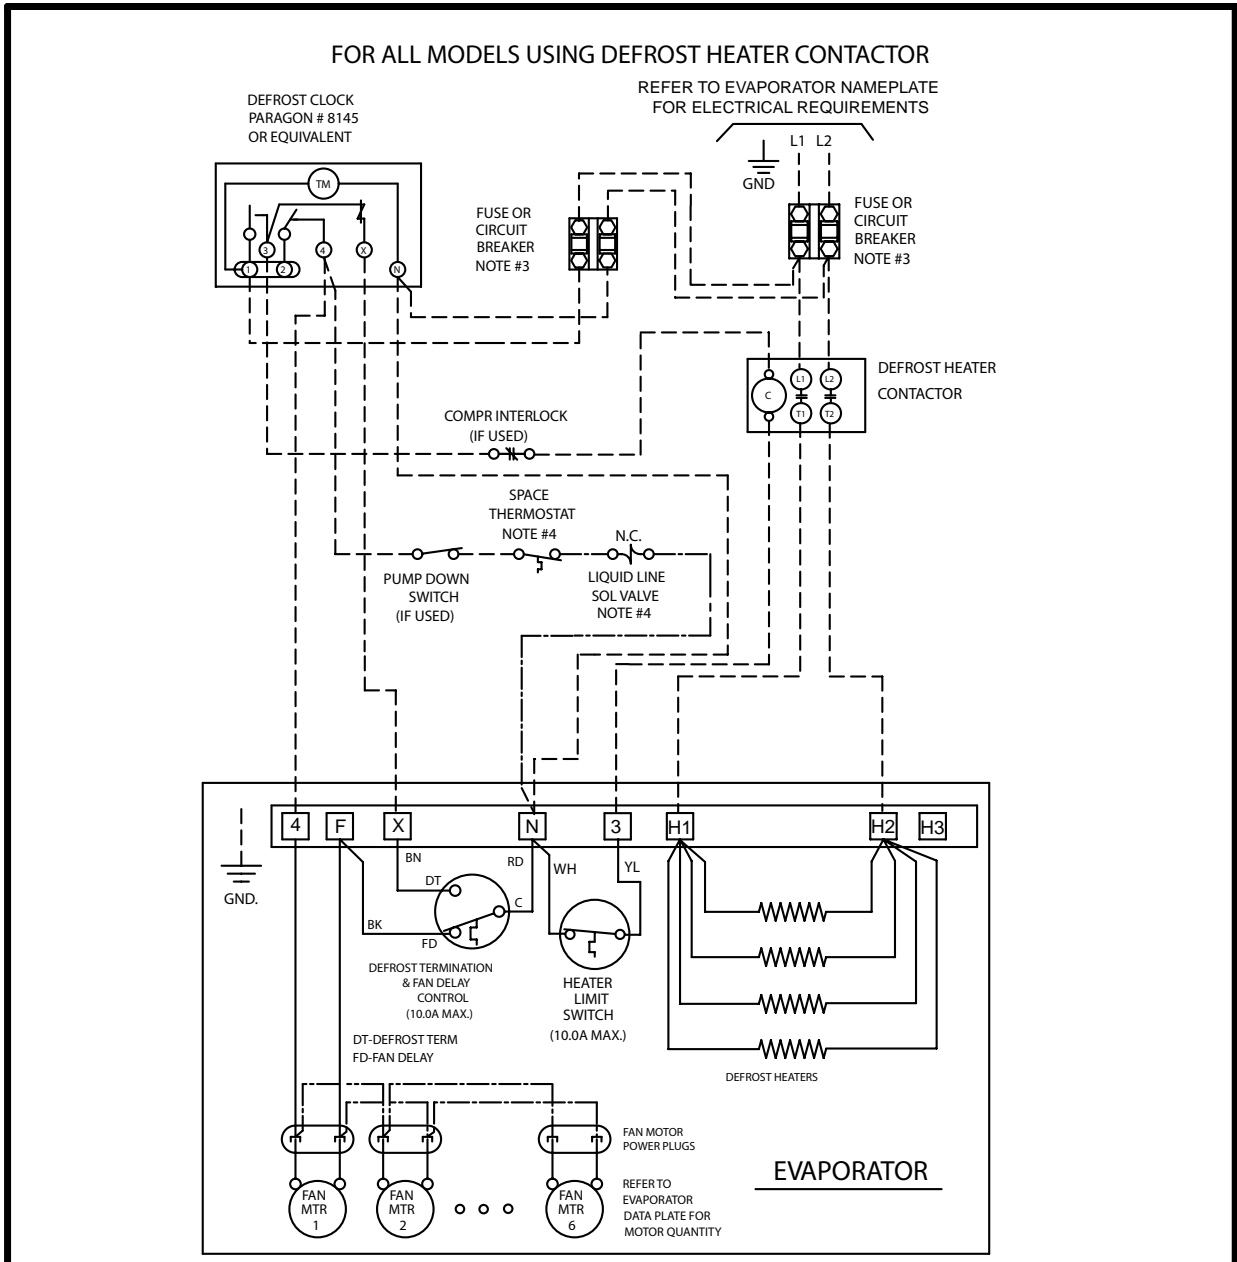 FOR ALL MODELS USING DEFROST HEATER CONTACTOR
REFER TO EVAPORATOR NAMEPLATE
FOR ELECTRICAL REQUIREMENTS
DEFROST CLOCK
PARAGON # 8145
OR EQUIVALENT
L1 L2
GND
TM
3
4
X
1
2
N
FUSE OR
CIRCUIT
BREAKER
NOTE #3
FUSE OR
CIRCUIT
BREAKER
NOTE #3
DEFROST HEATER
CONTACTOR
C
L1
L2
T1
T2
COMPR INTERLOCK
(IF USED)
SPACE
THERMOSTAT
NOTE #4
N.C.
PUMP DOWN
SWITCH
(IF USED)
LIQUID LINE
SOL VALVE
NOTE #4
4
F
X
N
3
H1
H2
H3
GND.
BN
RD
WH
YL
DT
C
BK
FD
DEFROST TERMINATION
& FAN DELAY
CONTROL
(10.0A MAX.)
HEATER
LIMIT
SWITCH
(10.0A MAX.)
DT-DEFROST TERM
FD-FAN DELAY
DEFROST HEATERS
FAN MOTOR
POWER PLUGS
EVAPORATOR
FAN
MTR
1
FAN
MTR
2
FAN
MTR
6
REFER TO
EVAPORATOR
DATA PLATE FOR
MOTOR QUANTITY